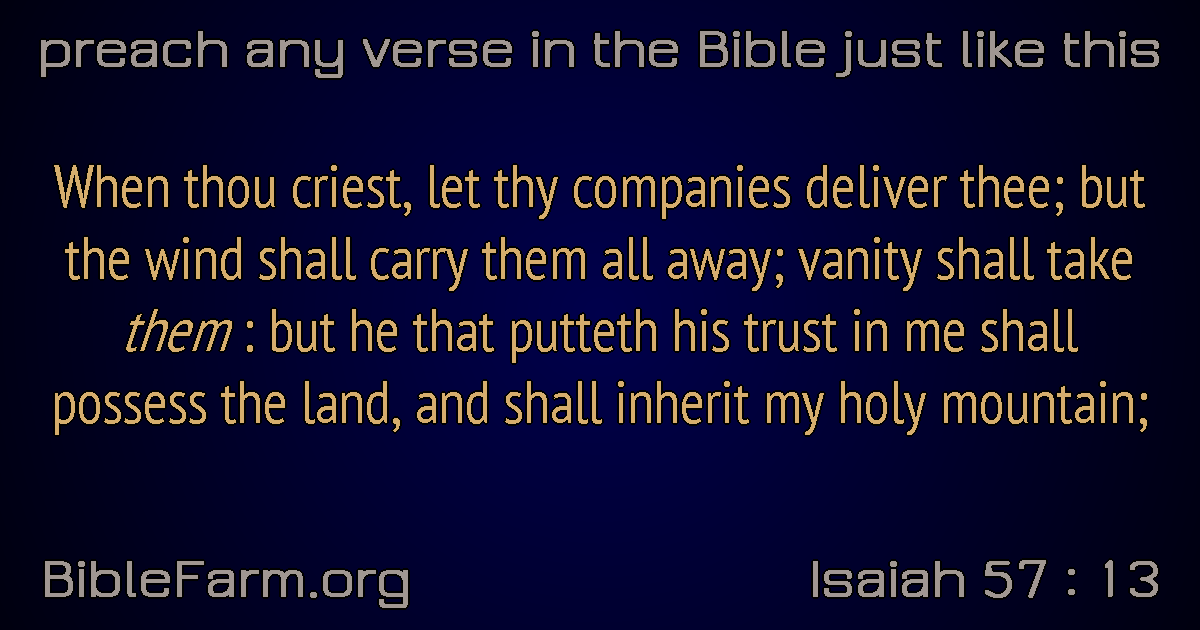 preach any verse in the Bible just like this
When thou criest, let thy companies deliver thee; but
the wind shall carry them all away; vanity shall take
them : but he that putteth his trust in me shall
possess the land, and shall inherit my holy mountain;
BibleFarm.org
Isaiah 57 : 13